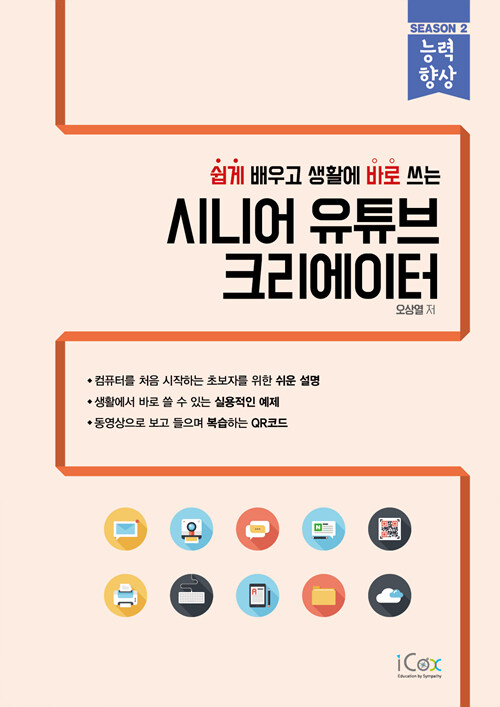 SEASON 2
능력
향상
쉽게 배우고 생활에 바로 쓰는
시니어 유튜브
크리에이터
오상열 저
◆ 컴퓨터를 처음 시작하는 초보자를 위한 쉬운 설명
◆ 생활에서 바로 쓸 수 있는 실용적인 예제
◆ 동영상으로 보고 들으며 복습하는 QR코드
N
A
iCox
Education by Sympathy